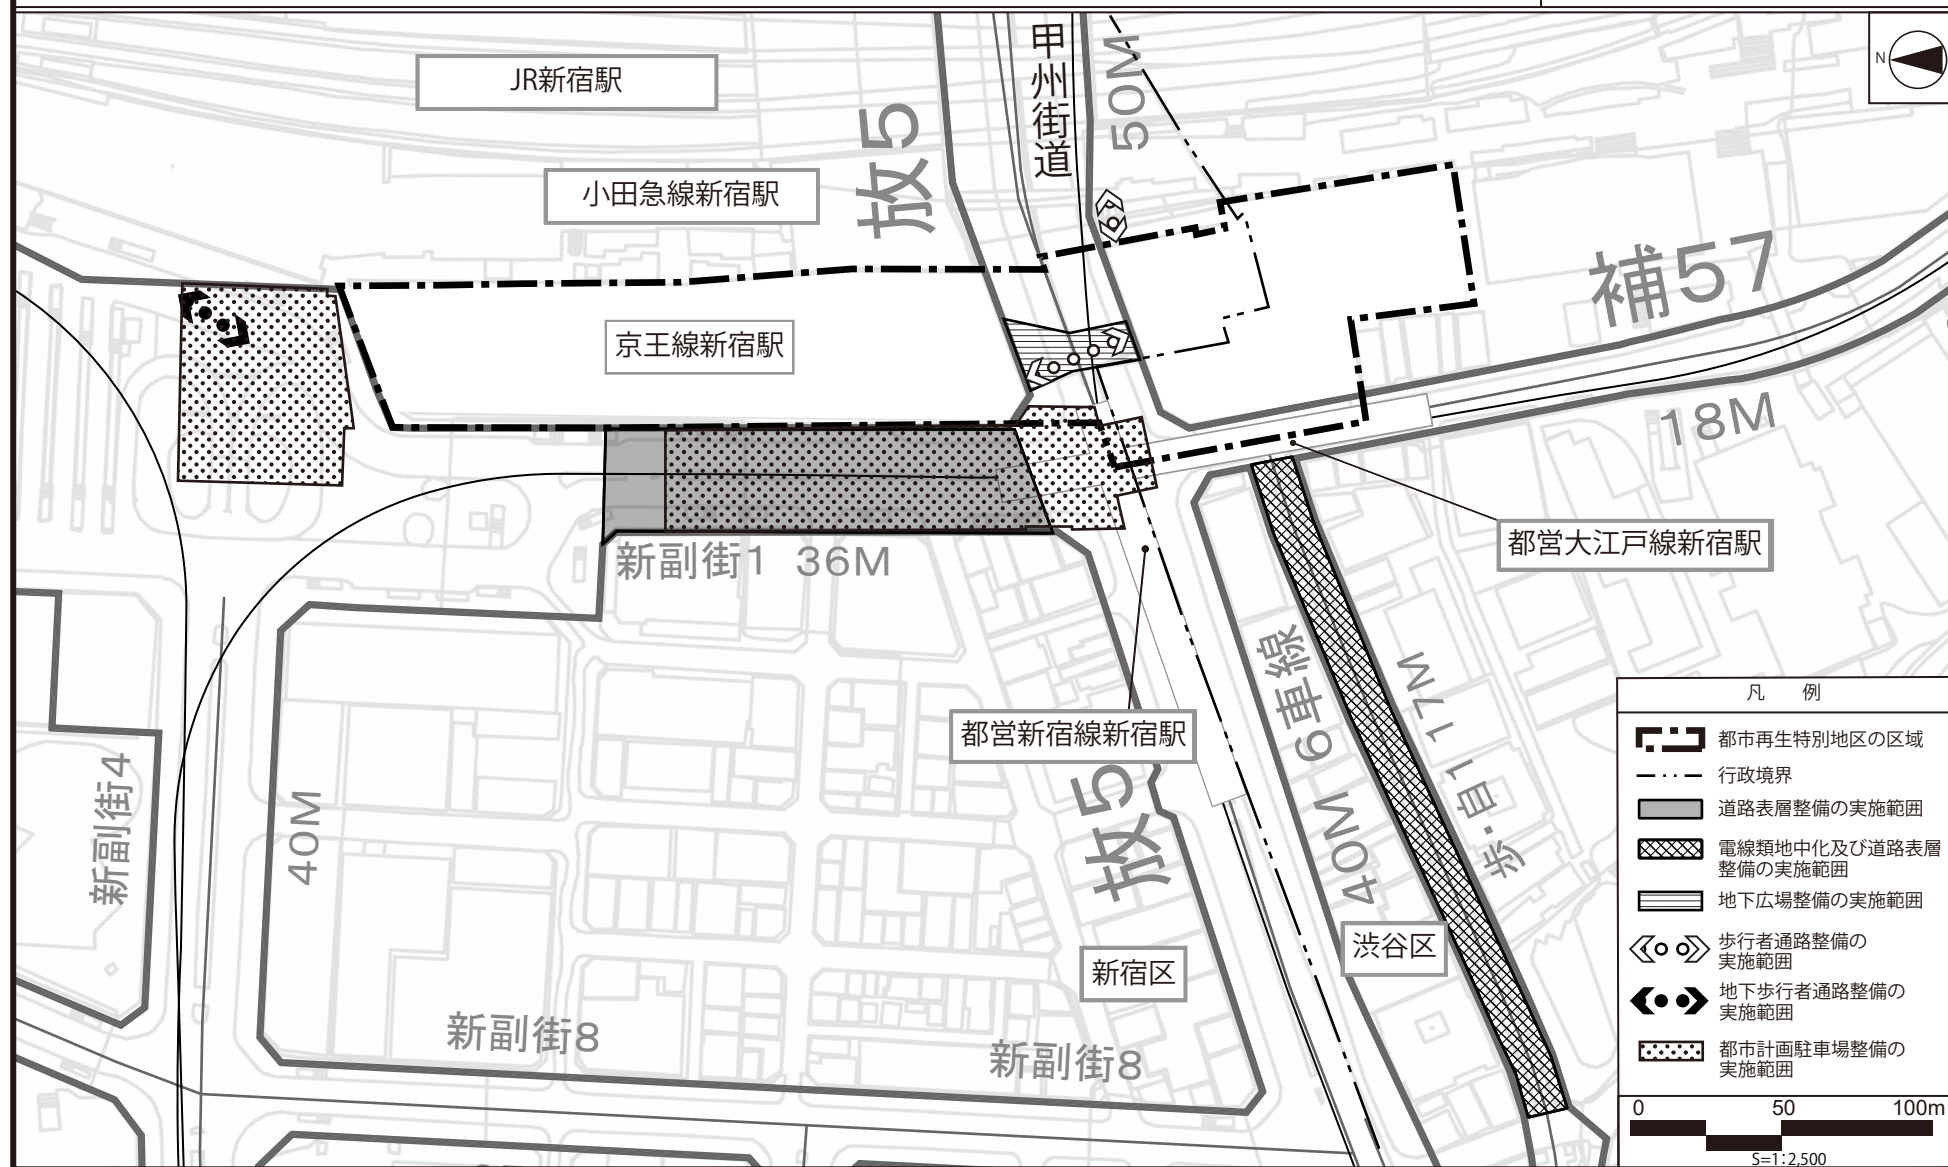 JR新宿駅
甲州街道
50M
N
放5
小田急線新宿駅
補57
京王線新宿駅
18M
都営大江戸線新宿駅
新副街1 36M
都営新宿線新宿駅
放5
40M 6車線
歩・自1 17M
新副街4
40M
新宿区
渋谷区
新副街8
新副街8
凡 例
都市再生特別地区の区域
行政境界
道路表層整備の実施範囲
電線類地中化及び道路表層
整備の実施範囲
地下広場整備の実施範囲
歩行者通路整備の
実施範囲
地下歩行者通路整備の
実施範囲
都市計画駐車場整備の
実施範囲
0 50 100m
S=1:2,500